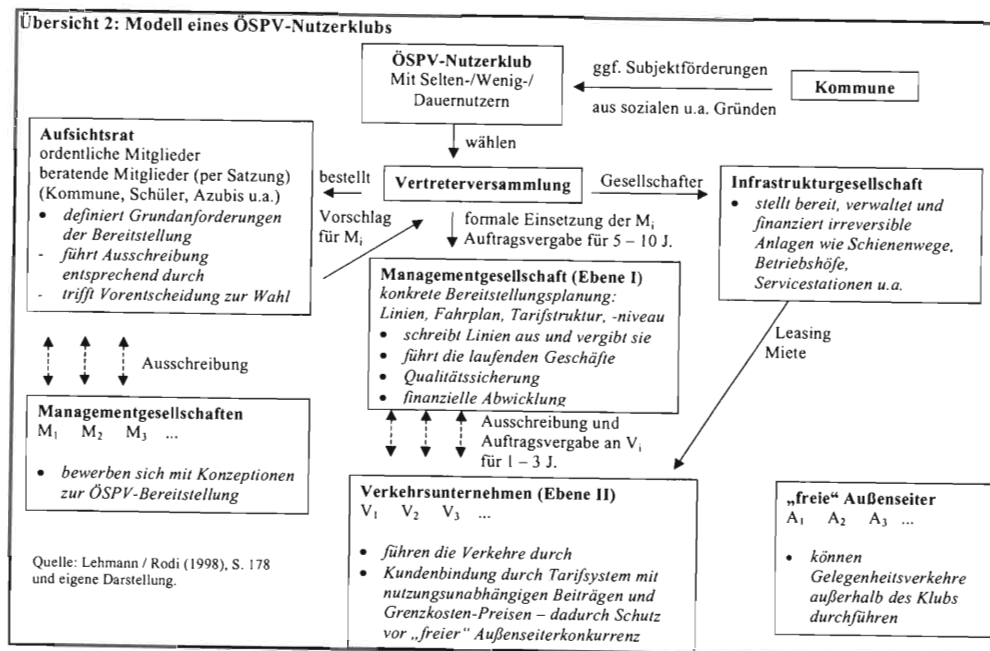 Übersicht 2: Modell eines ÖSPV-Nutzerklubs
ÖSPV-Nutzerklub
Mit Selten-/Wenig-/
Dauernutzern
ggf. Subjektförderungen
aus sozialen u.a. Gründen
Kommune
wählen
Aufsichtsrat
ordentliche Mitglieder
beratende Mitglieder (per Satzung)
(Kommune, Schüler, Azubis u.a.)
• definiert Grundanforderungen
der Bereitstellung
- führt Ausschreibung
entsprechend durch
- trifft Vorentscheidung zur Wahl
bestellt
Vertreterversammlung
Gesellschafter
Vorschlag
für Mi
formale Einsetzung der Mi
Auftragsvergabe für 5 – 10 J.
Infrastrukturgesellschaft
• stellt bereit, verwaltet und
finanziert irreversible
Anlagen wie Schienenwege,
Betriebshöfe,
Servicestationen u.a.
Managementgesellschaft (Ebene I)
konkrete Bereitstellungsplanung:
Linien, Fahrplan, Tarifstruktur, -niveau
• schreibt Linien aus und vergibt sie
• führt die laufenden Geschäfte
• Qualitätssicherung
• finanzielle Abwicklung
Leasing
Miete
Ausschreibung
Managementgesellschaften
M1 M2 M3 ...
• bewerben sich mit Konzeptionen
zur ÖSPV-Bereitstellung
Ausschreibung und
Auftragsvergabe an Vi
für 1 – 3 J.
Verkehrsunternehmen (Ebene II)
V1 V2 V3 ...
• führen die Verkehre durch
• Kundenbindung durch Tarifsystem mit
nutzungsunabhängigen Beiträgen und
Grenzkosten-Preisen – dadurch Schutz
vor „freier“ Außenseiterkonkurrenz
„freie“ Außenseiter
A1 A2 A3 ...
• können
Gelegenheitsverkehre
außerhalb des Klubs
durchführen
Quelle: Lehmann / Rodi (1998), S. 178
und eigene Darstellung.